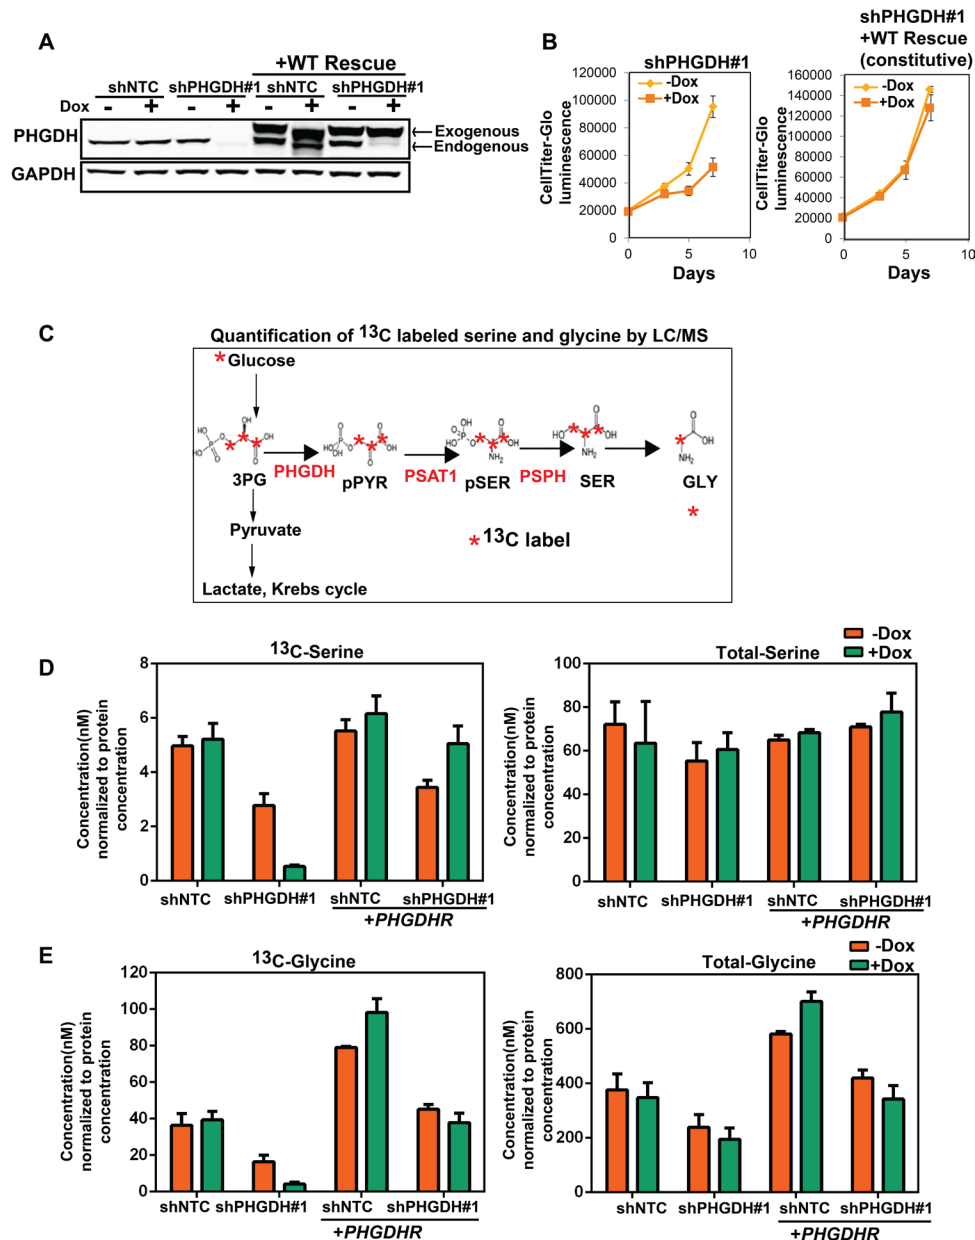 A
+WT Rescue
shNTC shPHGDH#1 shNTC shPHGDH#1
Dox - + - + - + - +
PHGDH
←Exogenous
←Endogenous
GAPDH
B
shPHGDH#1
-Dox
+Dox
CellTiter-Glo
luminescence
120000
100000
80000
60000
40000
20000
0
0 5 10
Days
shPHGDH#1
+WT Rescue
(constitutive)
-Dox
+Dox
CellTiter-Glo
luminescence
160000
140000
120000
100000
80000
60000
40000
20000
0
0 5 10
Days
C
Quantification of 13C labeled serine and glycine by LC/MS
*Glucose
3PG PHGDH pPYR PSAT1 pSER PSPH SER GLY
Pyruvate
* 13C label
Lactate, Krebs cycle
D
13C-Serine
Concentration(nM)
normalized to protein
concentration
8
6
4
2
0
shNTC shPHGDH#1 shNTC shPHGDH#1
+PHGDHR
Total-Serine
-Dox
+Dox
Concentration(nM)
normalized to protein
concentration
100
80
60
40
20
0
shNTC shPHGDH#1 shNTC shPHGDH#1
+PHGDHR
E
13C-Glycine
Concentration(nM)
normalized to protein
concentration
120
100
80
60
40
20
0
shNTC shPHGDH#1 shNTC shPHGDH#1
+PHGDHR
Total-Glycine
-Dox
+Dox
Concentration(nM)
normalized to protein
concentration
800
600
400
200
0
shNTC shPHGDH#1 shNTC shPHGDH#1
+PHGDHR